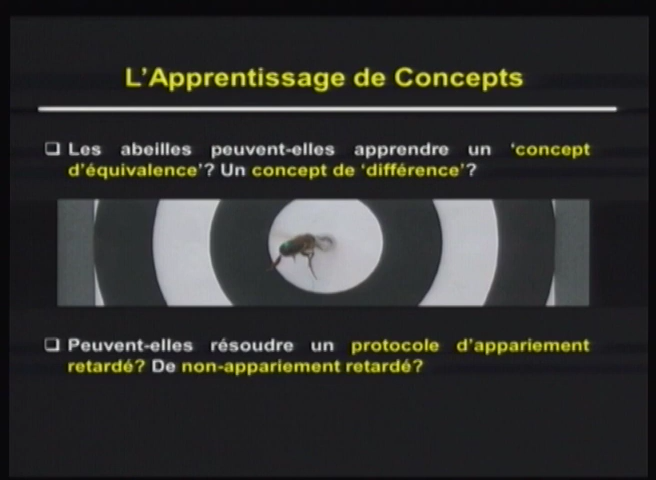 L'Apprentissage de Concepts
❑ Les abeilles peuvent-elles apprendre un 'concept
d'équivalence'? Un concept de 'différence'?
❑ Peuvent-elles résoudre un protocole d'appariement
retardé? De non-appariement retardé?